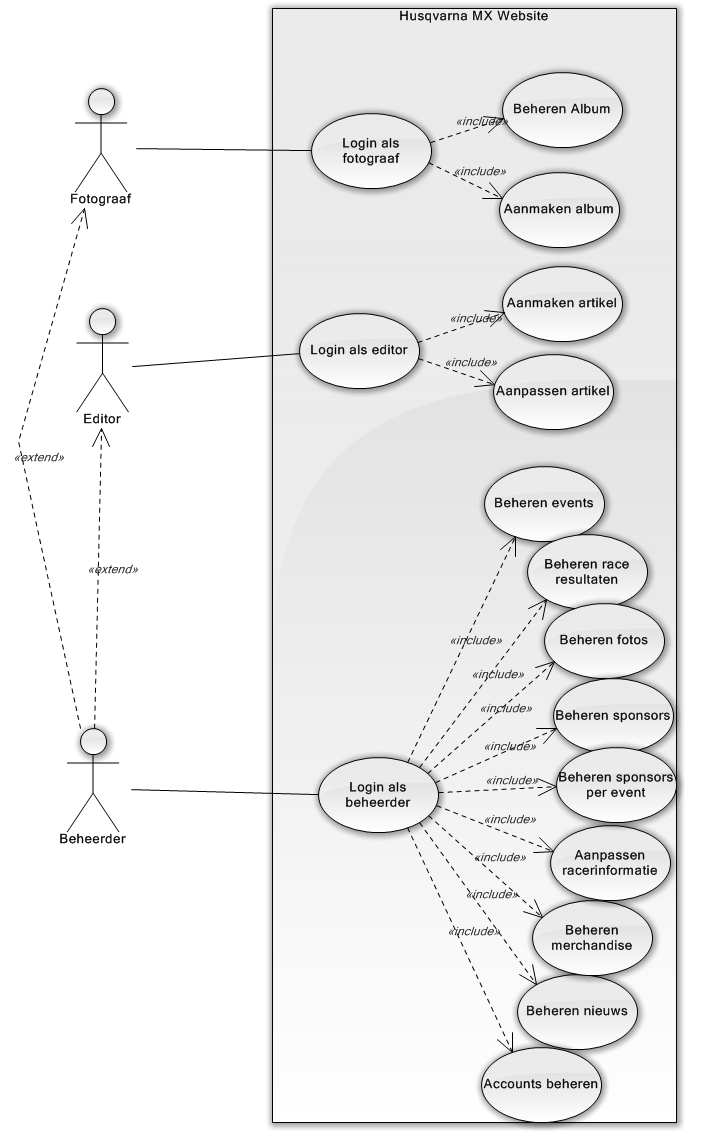 Husqvarna MX Website
Beheren Album
«include»
Login als
fotograaf
«include»
Aanmaken album
Fotograaf
Aanmaken artikel
«include»
Login als editor
«include»
Aanpassen artikel
Editor
«extend»
«extend»
Beheren events
Beheren race
resultaten
«include»
Beheren fotos
«include»
«include»
Beheren sponsors
«include»
«include»
Beheren sponsors
per event
Login als
beheerder
Beheerder
«include»
Aanpassen
racerinformatie
«include»
«include»
Beheren
merchandise
«include»
Beheren nieuws
Accounts beheren